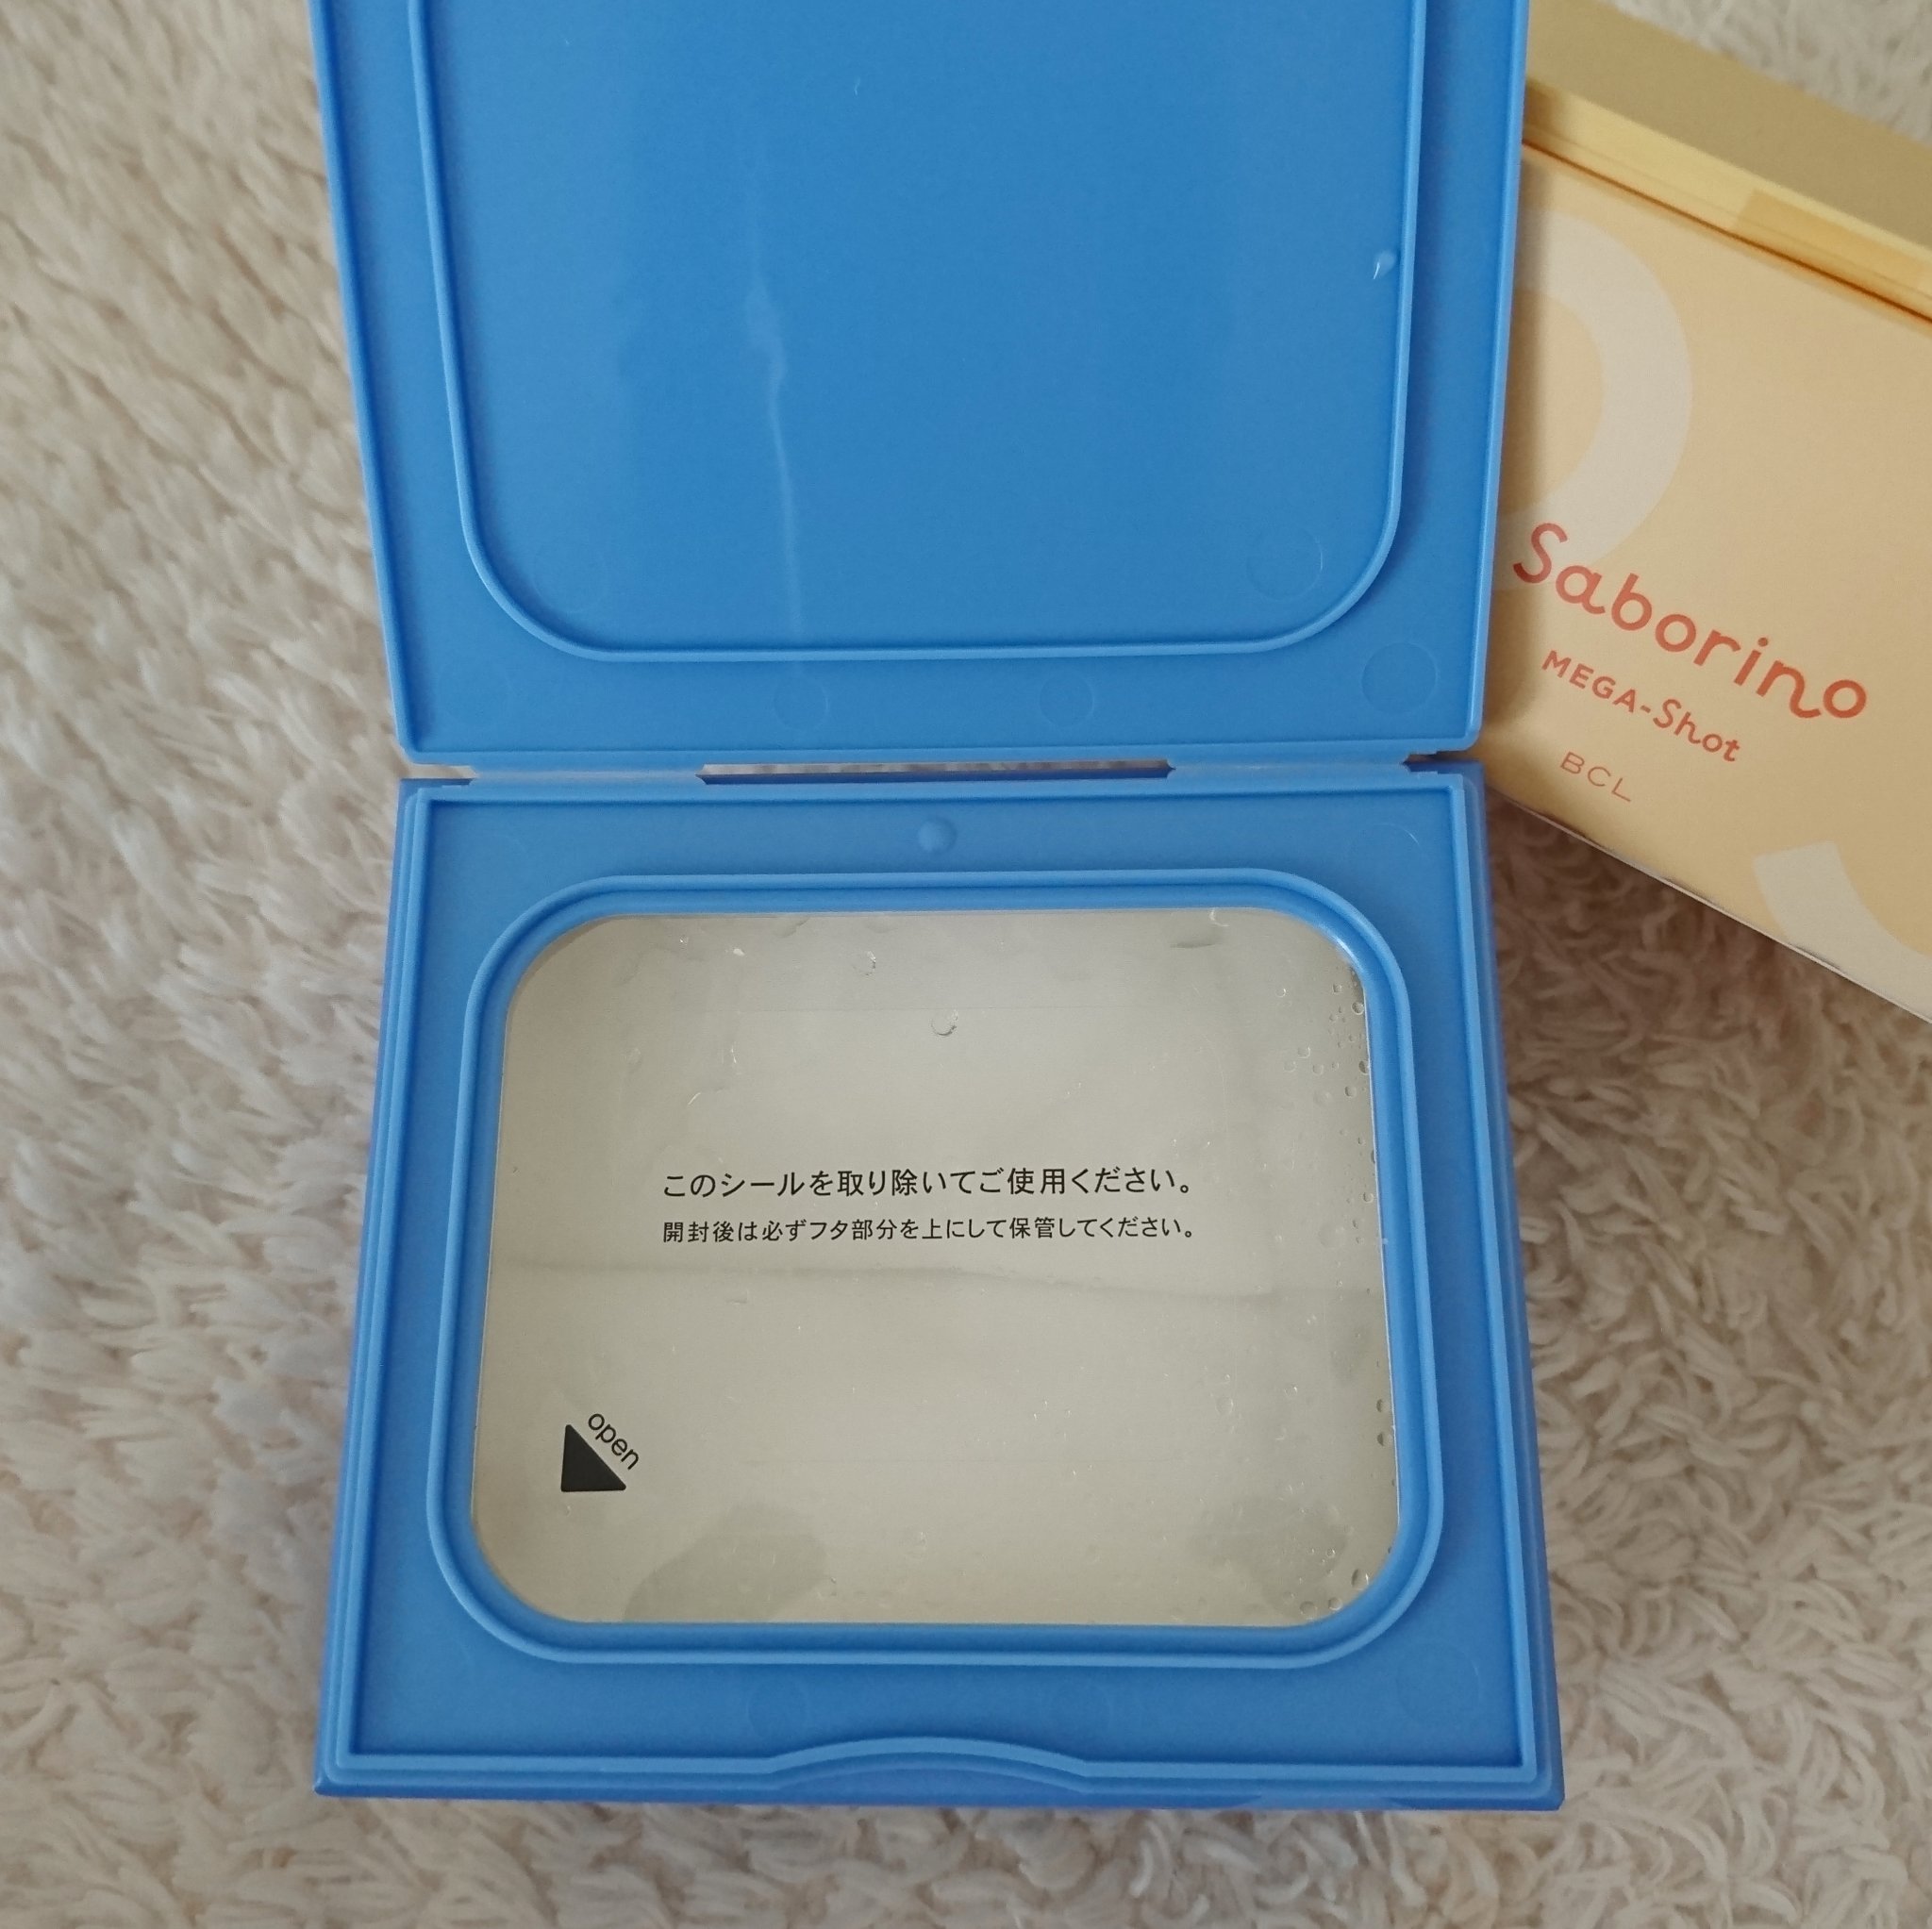 Saborino
MEGA-Shot
BCL
このシールを取り除いてご使用ください。
開封後は必ずフタ部分を上にして保管してください。
open